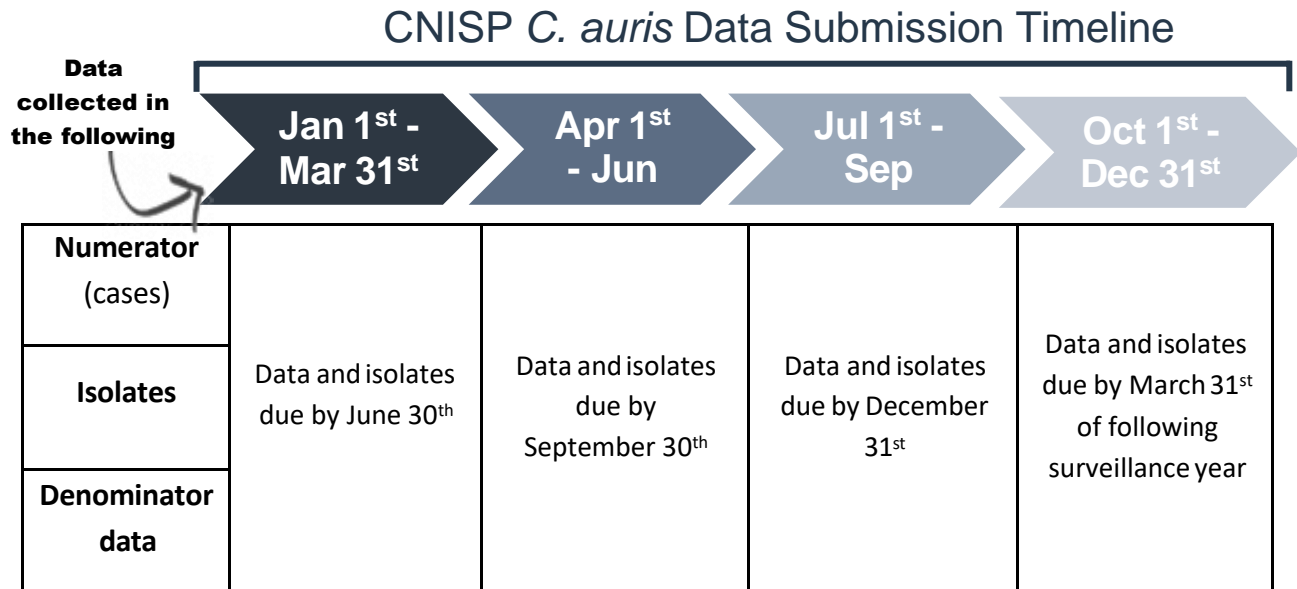 CNISP C. auris Data Submission Timeline
Data
collected in
the following
Jan 1st -
Mar 31st
Apr 1st
- Jun
Jul 1st -
Sep
Oct 1st -
Dec 31st
Numerator
(cases)
Isolates
Denominator
data
Data and isolates
due by June 30th
Data and isolates
due by
September 30th
Data and isolates
due by December
31st
Data and isolates
due by March 31st
of following
surveillance year